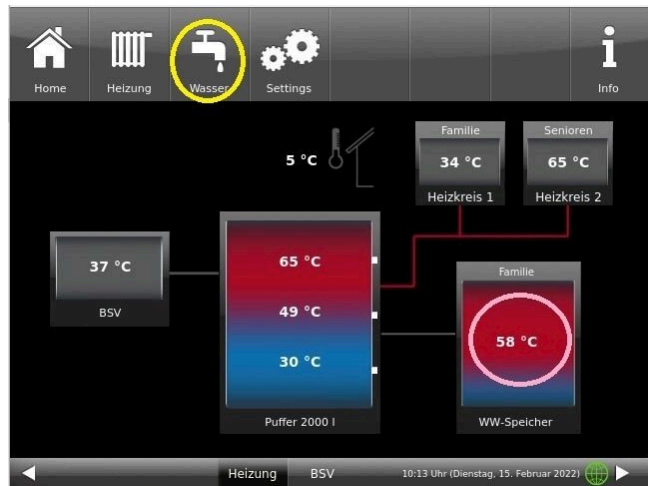 Home
Heizung
Wasser
Settings
Info
5 °C
Familie
34 °C
Heizkreis 1
Senioren
65 °C
Heizkreis 2
37 °C
BSV
65 °C
49 °C
30 °C
Puffer 2000 l
Familie
58 °C
WW-Speicher
Heizung
BSV
10:13 Uhr (Dienstag, 15. Februar 2022)